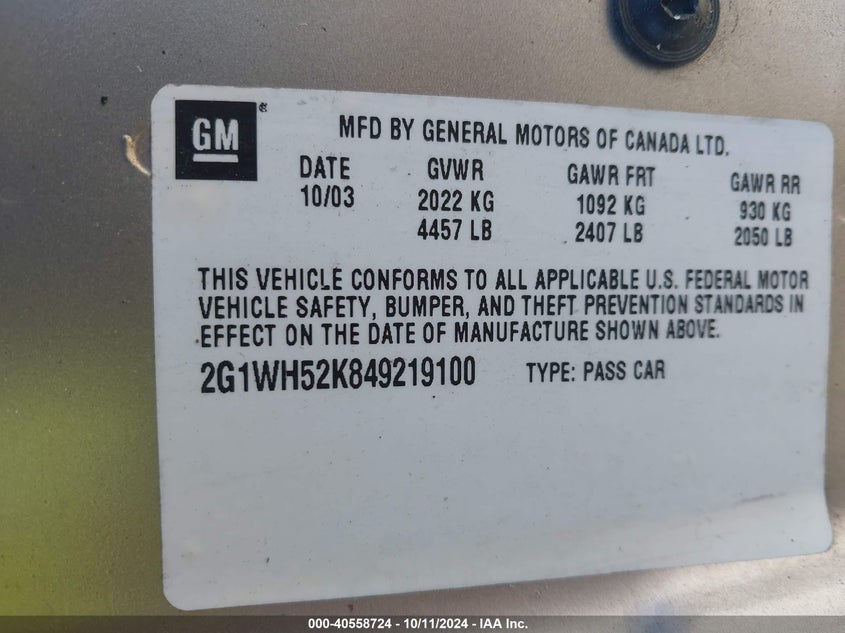 GM
MFD BY GENERAL MOTORS OF CANADA LTD.
DATE GVWR GAWR FRT GAWR RR
10/03 2022 KG 1092 KG 930 KG
4457 LB 2407 LB 2050 LB
THIS VEHICLE CONFORMS TO ALL APPLICABLE U.S. FEDERAL MOTOR
VEHICLE SAFETY, BUMPER, AND THEFT PREVENTION STANDARDS IN
EFFECT ON THE DATE OF MANUFACTURE SHOWN ABOVE.
2G1WH52K849219100 TYPE: PASS CAR
000-40558724 - 10/11/2024 - IAA Inc.